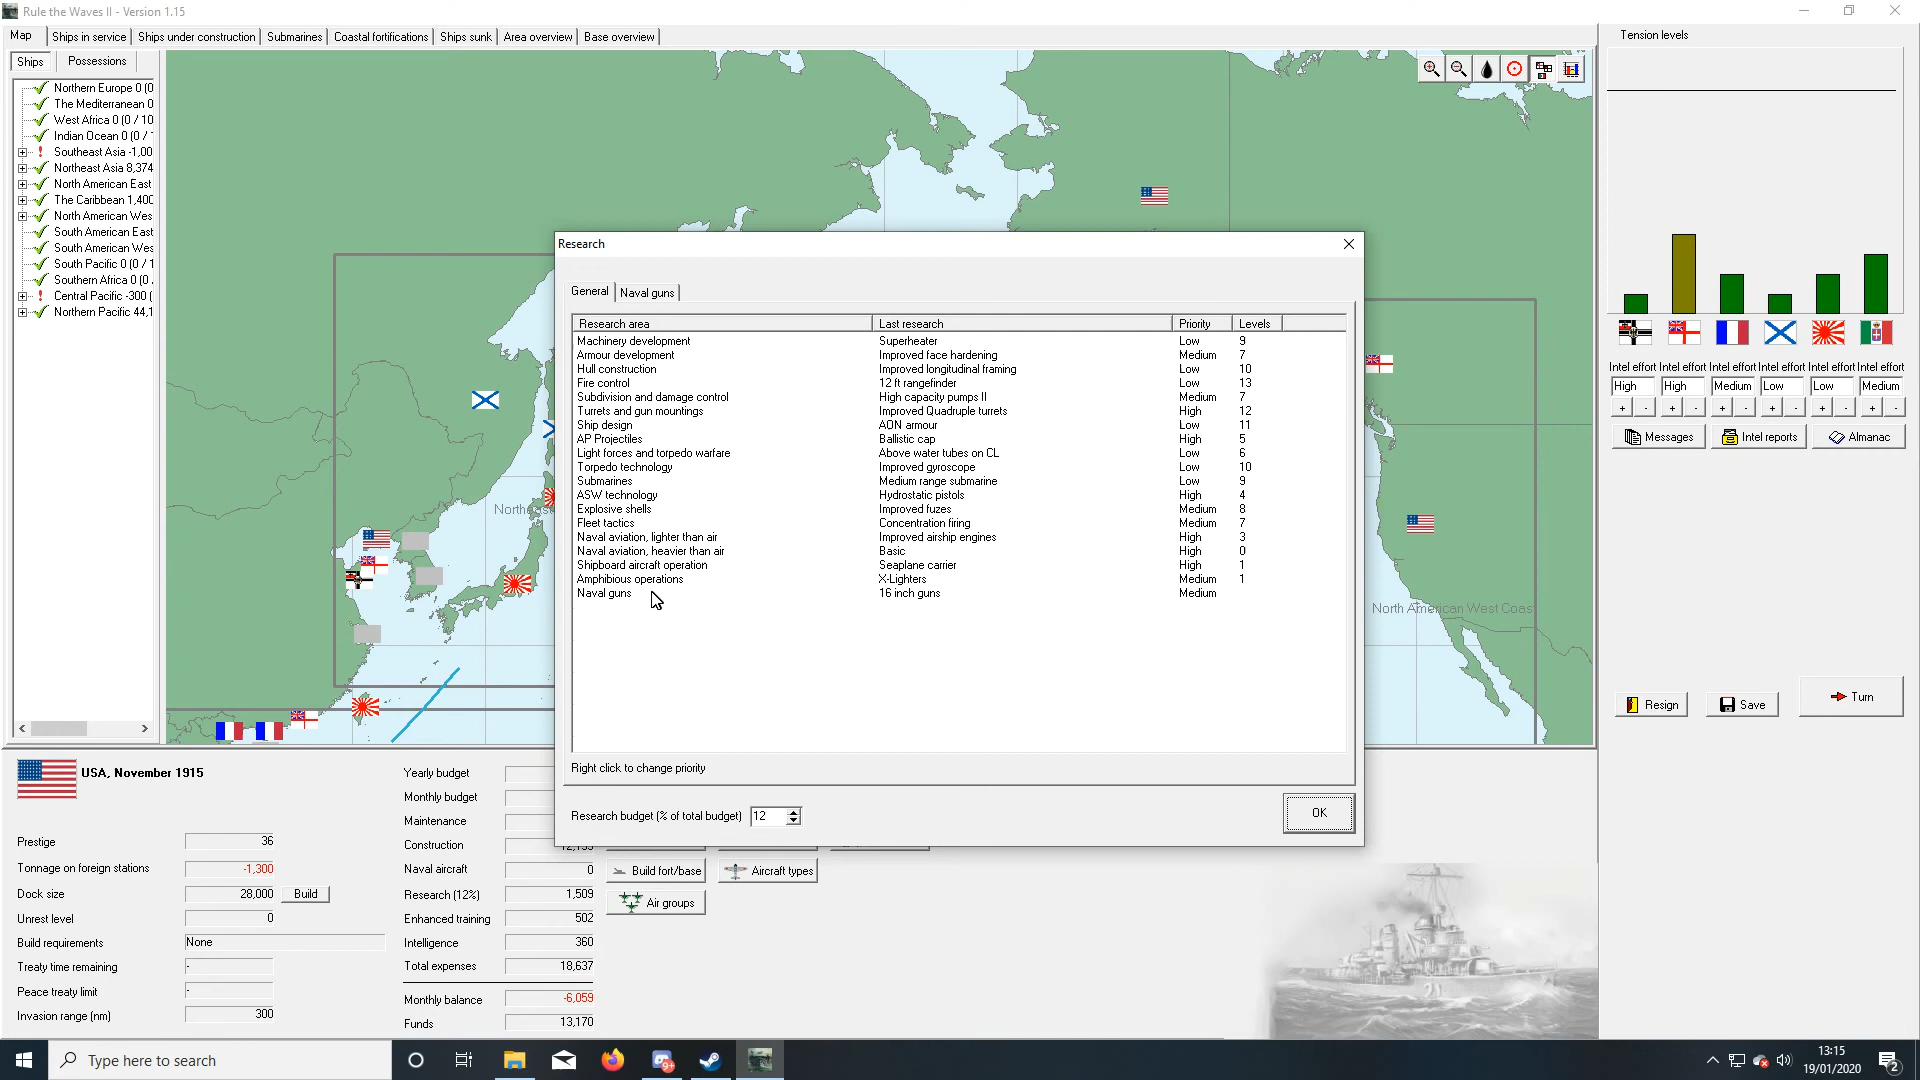 Rule the Waves II - Version 1.15
Map Ships in service Ships under construction Submarines Coastal fortifications Ships sunk Area overview Base overview
Ships Possessions
Northern Europe 0 (0
The Mediterranean 0
West Africa 0 (0 / 10
Indian Ocean 0 (0 / 1
Southeast Asia -1,00
Northeast Asia 8,374
North American East
The Caribbean 1,400
North American Wes
South American East
South American Wes
South Pacific 0 (0 / 1
Southern Africa 0 (0 /
Central Pacific -300 (
Northern Pacific 44,1
Northeast
North American West Coast
Research
General Naval guns
Research area Last research Priority Levels
Machinery development Superheater Low 9
Armour development Improved face hardening Medium 7
Hull construction Improved longitudinal framing Low 10
Fire control 12 ft rangefinder Low 13
Subdivision and damage control High capacity pumps II Medium 7
Turrets and gun mountings Improved Quadruple turrets High 12
Ship design AON armour Low 11
AP Projectiles Ballistic cap High 5
Light forces and torpedo warfare Above water tubes on CL Low 6
Torpedo technology Improved gyroscope Low 10
Submarines Medium range submarine Low 9
ASW technology Hydrostatic pistols High 4
Explosive shells Improved fuzes Medium 8
Fleet tactics Concentration firing Medium 7
Naval aviation, lighter than air Improved airship engines High 3
Naval aviation, heavier than air Basic High 0
Shipboard aircraft operation Seaplane carrier High 1
Amphibious operations X-Lighters Medium 1
Naval guns 16 inch guns Medium
Right click to change priority
Research budget (% of total budget) 12
OK
Tension levels
Intel effort Intel effort Intel effort Intel effort Intel effort Intel effort
High High Medium Low Low Medium
+ - + - + - + - + - + -
Messages Intel reports Almanac
Resign Save Turn
USA, November 1915
Prestige 36
Tonnage on foreign stations -1,300
Dock size 28,000 Build
Unrest level 0
Build requirements None
Treaty time remaining -
Peace treaty limit -
Invasion range (nm) 300
Yearly budget
Monthly budget
Maintenance
Construction
Naval aircraft 0
Research (12%) 1,509
Enhanced training 502
Intelligence 360
Total expenses 18,637
Monthly balance -6,059
Funds 13,170
Build fort/base Aircraft types
Air groups
Type here to search
9+
13:15
19/01/2020
2